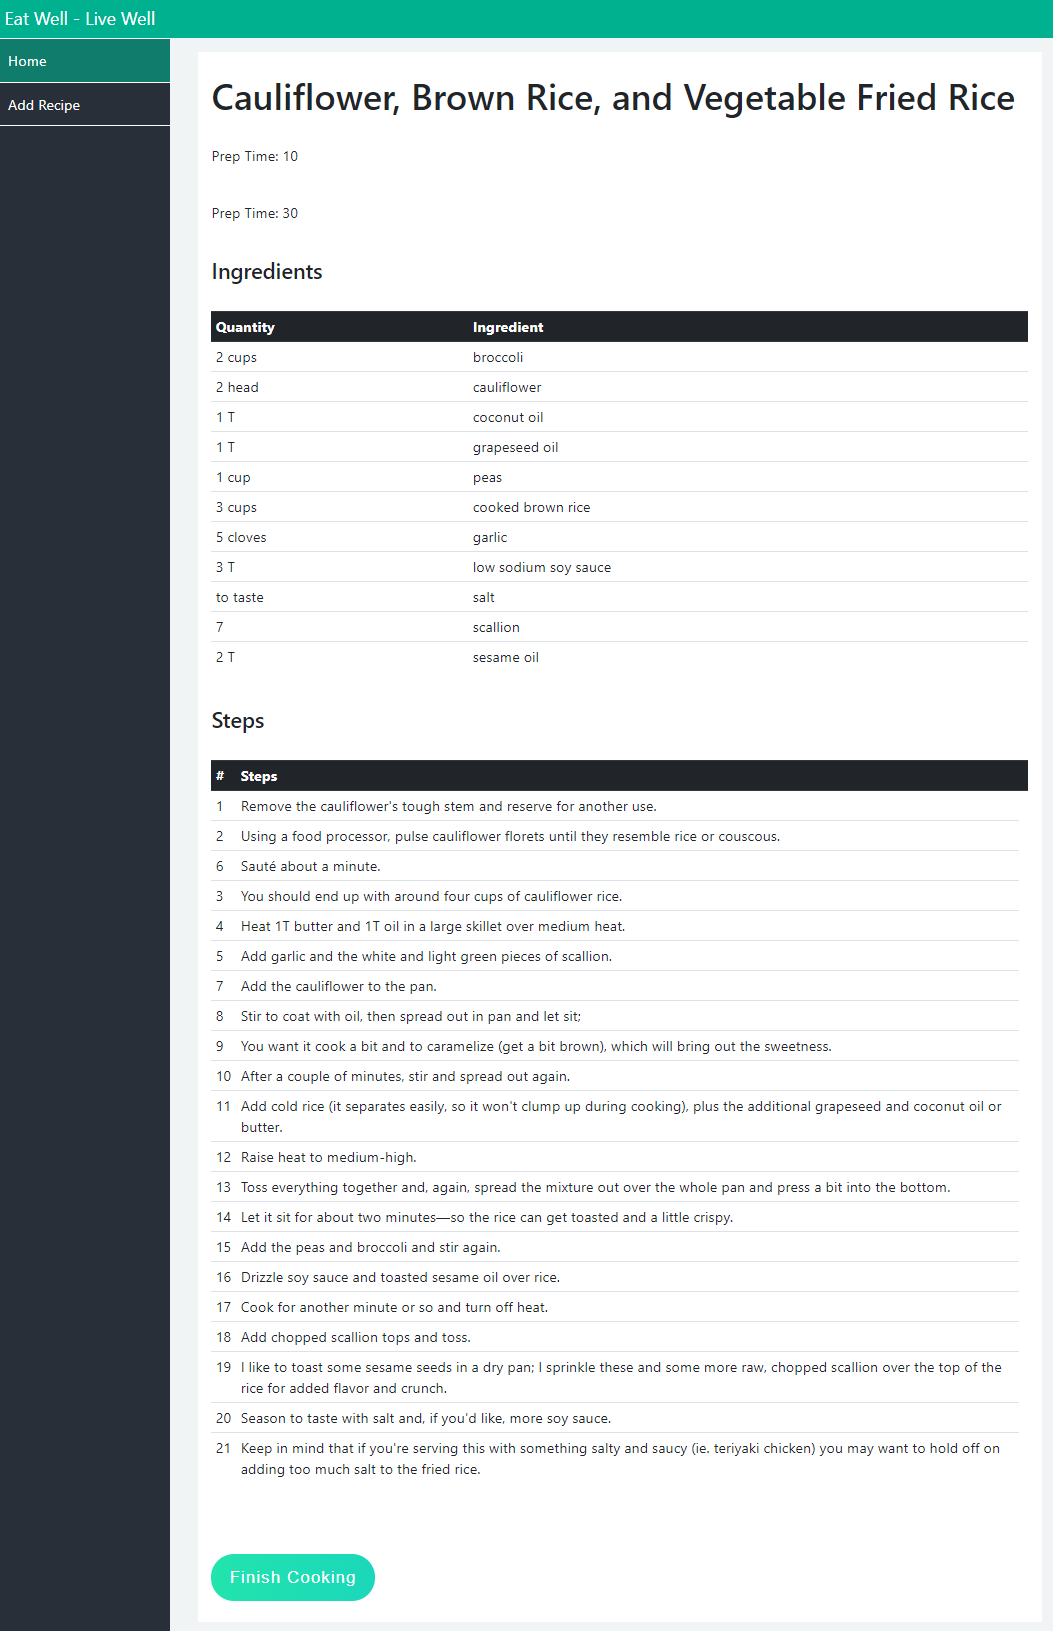 Eat Well - Live Well
Home
Add Recipe
Cauliflower, Brown Rice, and Vegetable Fried Rice
Prep Time: 10
Prep Time: 30
Ingredients
Quantity Ingredient
2 cups broccoli
2 head cauliflower
1 T coconut oil
1 T grapeseed oil
1 cup peas
3 cups cooked brown rice
5 cloves garlic
3 T low sodium soy sauce
to taste salt
7 scallion
2 T sesame oil
Steps
# Steps
1 Remove the cauliflower's tough stem and reserve for another use.
2 Using a food processor, pulse cauliflower florets until they resemble rice or couscous.
6 Sauté about a minute.
3 You should end up with around four cups of cauliflower rice.
4 Heat 1T butter and 1T oil in a large skillet over medium heat.
5 Add garlic and the white and light green pieces of scallion.
7 Add the cauliflower to the pan.
8 Stir to coat with oil, then spread out in pan and let sit;
9 You want it cook a bit and to caramelize (get a bit brown), which will bring out the sweetness.
10 After a couple of minutes, stir and spread out again.
11 Add cold rice (it separates easily, so it won't clump up during cooking), plus the additional grapeseed and coconut oil or
butter.
12 Raise heat to medium-high.
13 Toss everything together and, again, spread the mixture out over the whole pan and press a bit into the bottom.
14 Let it sit for about two minutes—so the rice can get toasted and a little crispy.
15 Add the peas and broccoli and stir again.
16 Drizzle soy sauce and toasted sesame oil over rice.
17 Cook for another minute or so and turn off heat.
18 Add chopped scallion tops and toss.
19 I like to toast some sesame seeds in a dry pan; I sprinkle these and some more raw, chopped scallion over the top of the
rice for added flavor and crunch.
20 Season to taste with salt and, if you'd like, more soy sauce.
21 Keep in mind that if you're serving this with something salty and saucy (ie. teriyaki chicken) you may want to hold off on
adding too much salt to the fried rice.
Finish Cooking